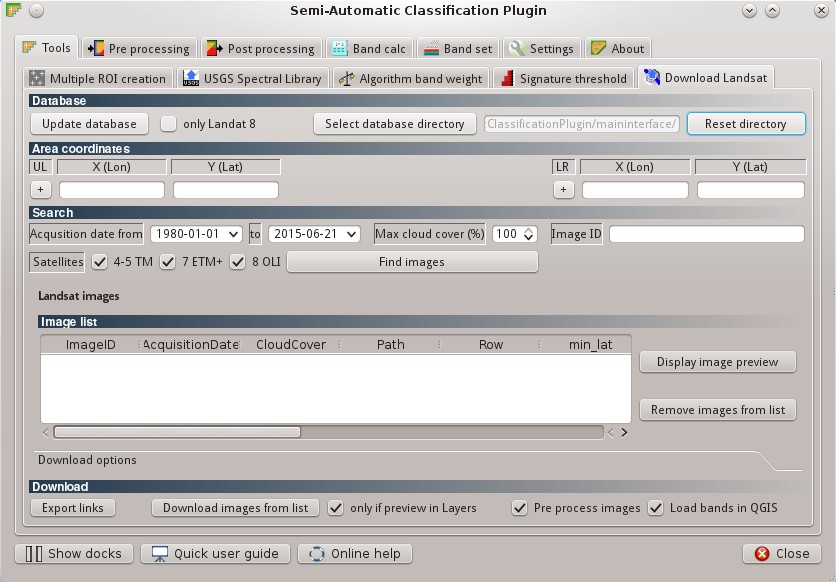 Semi-Automatic Classification Plugin
Tools Pre processing Post processing Band calc Band set Settings About
Multiple ROI creation USGS USGS Spectral Library Algorithm band weight Signature threshold Download Landsat
Database
Update database only Landat 8 Select database directory ClassificationPlugin/maininterface/ Reset directory
Area coordinates
UL X (Lon) Y (Lat) LR X (Lon) Y (Lat)
+ +
Search
Acqusition date from 1980-01-01 to 2015-06-21 Max cloud cover (%) 100 Image ID
Satellites 4-5 TM 7 ETM+ 8 OLI Find images
Landsat images
Image list
ImageID AcquisitionDate CloudCover Path Row min_lat
Display image preview
Remove images from list
Download options
Download
Export links Download images from list only if preview in Layers Pre process images Load bands in QGIS
Show docks Quick user guide Online help Close